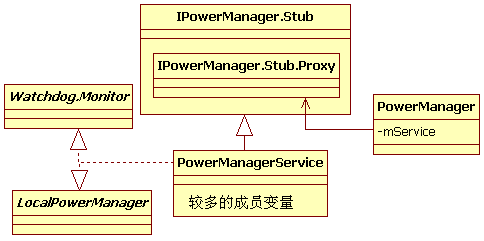 IPowerManager.Stub
IPowerManager.Stub.Proxy
Watchdog.Monitor
PowerManager
-mService
PowerManagerService
较多的成员变量
LocalPowerManager